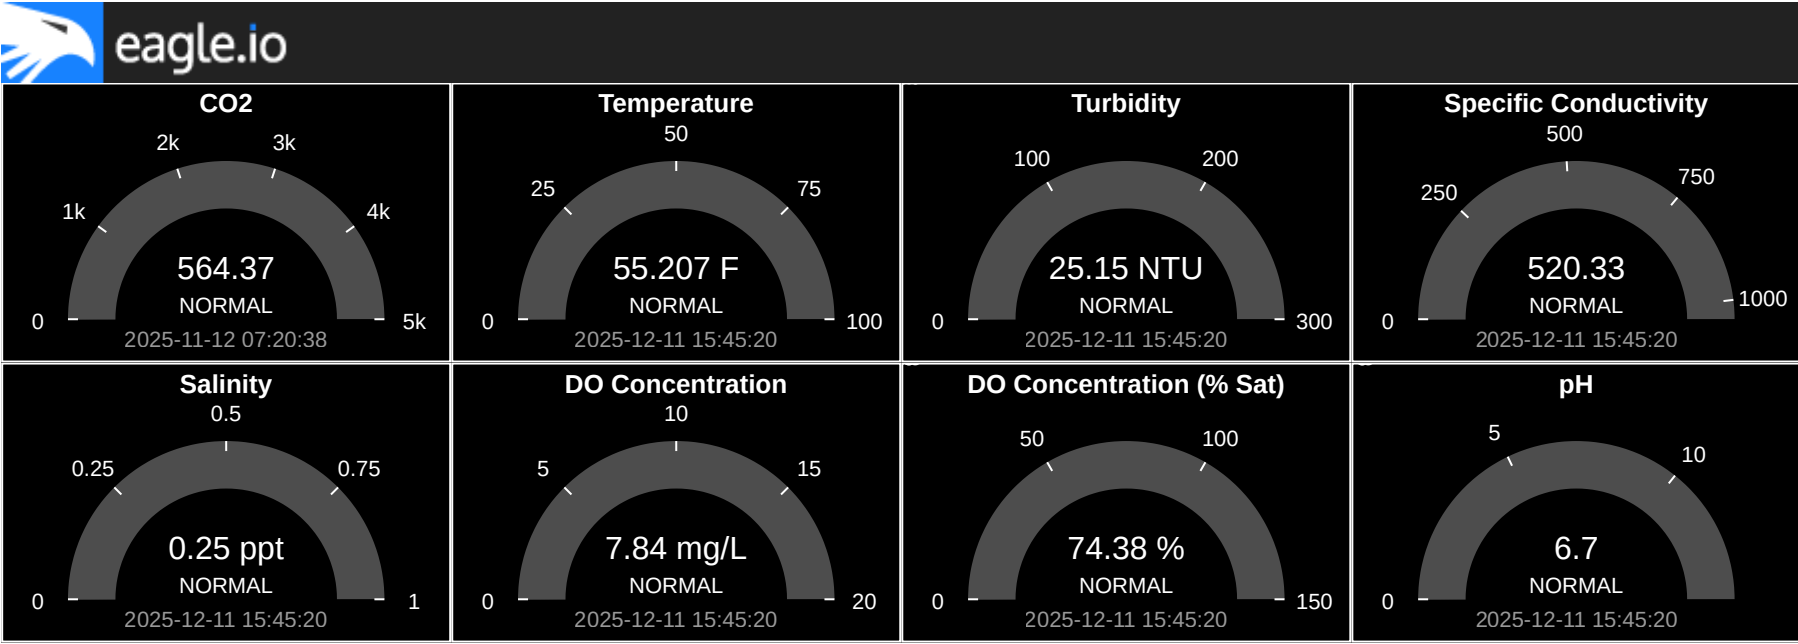 eagle.io
CO2
2k
3k
1k
4k
564.37
NORMAL
0
5k
2025-11-12 07:20:38
Temperature
50
25
75
55.207 F
NORMAL
0
100
2025-12-11 15:45:20
Turbidity
100
200
25.15 NTU
NORMAL
0
300
2025-12-11 15:45:20
Specific Conductivity
500
250
750
520.33
NORMAL
1000
0
2025-12-11 15:45:20
Salinity
0.5
0.25
0.75
0.25 ppt
NORMAL
0
1
2025-12-11 15:45:20
DO Concentration
10
5
15
7.84 mg/L
NORMAL
0
20
2025-12-11 15:45:20
DO Concentration (% Sat)
50
100
74.38 %
NORMAL
0
150
2025-12-11 15:45:20
pH
5
10
6.7
NORMAL
0
2025-12-11 15:45:20